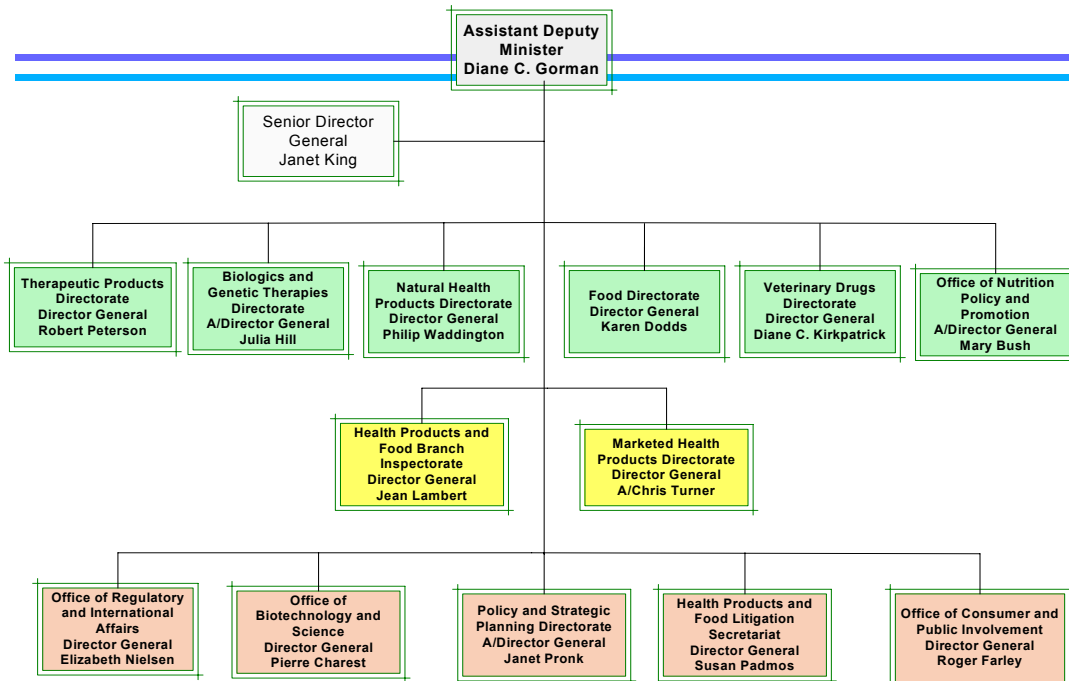 Assistant Deputy
Minister
Diane C. Gorman
Senior Director
General
Janet King
Therapeutic Products
Directorate
Director General
Robert Peterson
Biologics and
Genetic Therapies
Directorate
A/Director General
Julia Hill
Natural Health
Products Directorate
Director General
Philip Waddington
Food Directorate
Director General
Karen Dodds
Veterinary Drugs
Directorate
Director General
Diane C. Kirkpatrick
Office of Nutrition
Policy and
Promotion
A/Director General
Mary Bush
Health Products and
Food Branch
Inspectorate
Director General
Jean Lambert
Marketed Health
Products Directorate
Director General
A/Chris Turner
Office of Regulatory
and International
Affairs
Director General
Elizabeth Nielsen
Office of
Biotechnology and
Science
Director General
Pierre Charest
Policy and Strategic
Planning Directorate
A/Director General
Janet Pronk
Health Products and
Food Litigation
Secretariat
Director General
Susan Padmos
Office of Consumer and
Public Involvement
Director General
Roger Farley